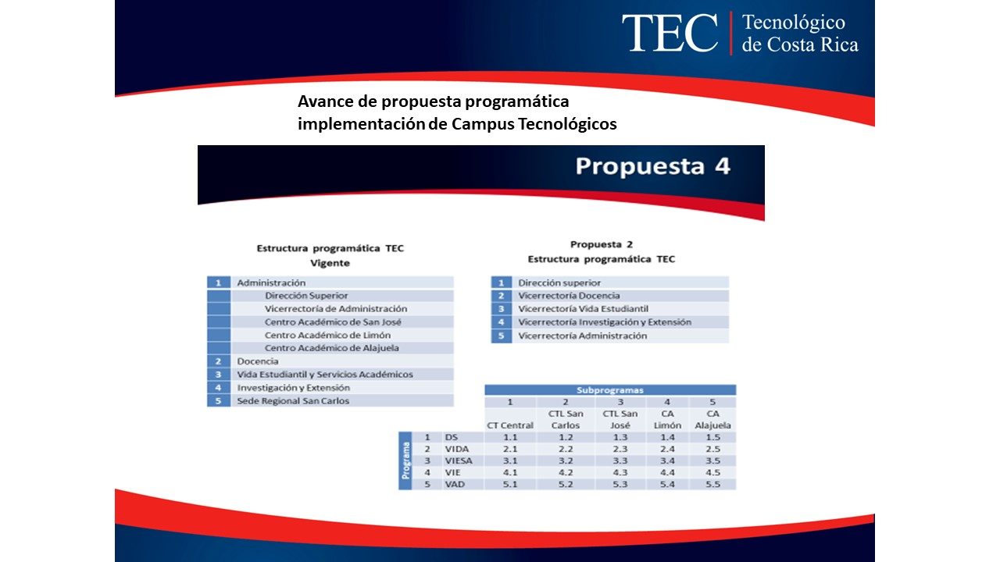 TEC Tecnológico
de Costa Rica
Avance de propuesta programática
implementación de Campus Tecnológicos
Propuesta 4
Estructura programática TEC
Vigente
1 Administración
Dirección Superior
Vicerrectoría de Administración
Centro Académico de San José
Centro Académico de Limón
Centro Académico de Alajuela
2 Docencia
3 Vida Estudiantil y Servicios Académicos
4 Investigación y Extensión
5 Sede Regional San Carlos
Propuesta 2
Estructura programática TEC
1 Dirección superior
2 Vicerrectoría Docencia
3 Vicerrectoría Vida Estudiantil
4 Vicerrectoría Investigación y Extensión
5 Vicerrectoría Administración
Subprogramas
1 2 3 4 5
CTL San CTL San CA CA
CT Central Carlos José Limón Alajuela
Programa
1 DS 1.1 1.2 1.3 1.4 1.5
2 VIDA 2.1 2.2 2.3 2.4 2.5
3 VIESA 3.1 3.2 3.3 3.4 3.5
4 VIE 4.1 4.2 4.3 4.4 4.5
5 VAD 5.1 5.2 5.3 5.4 5.5